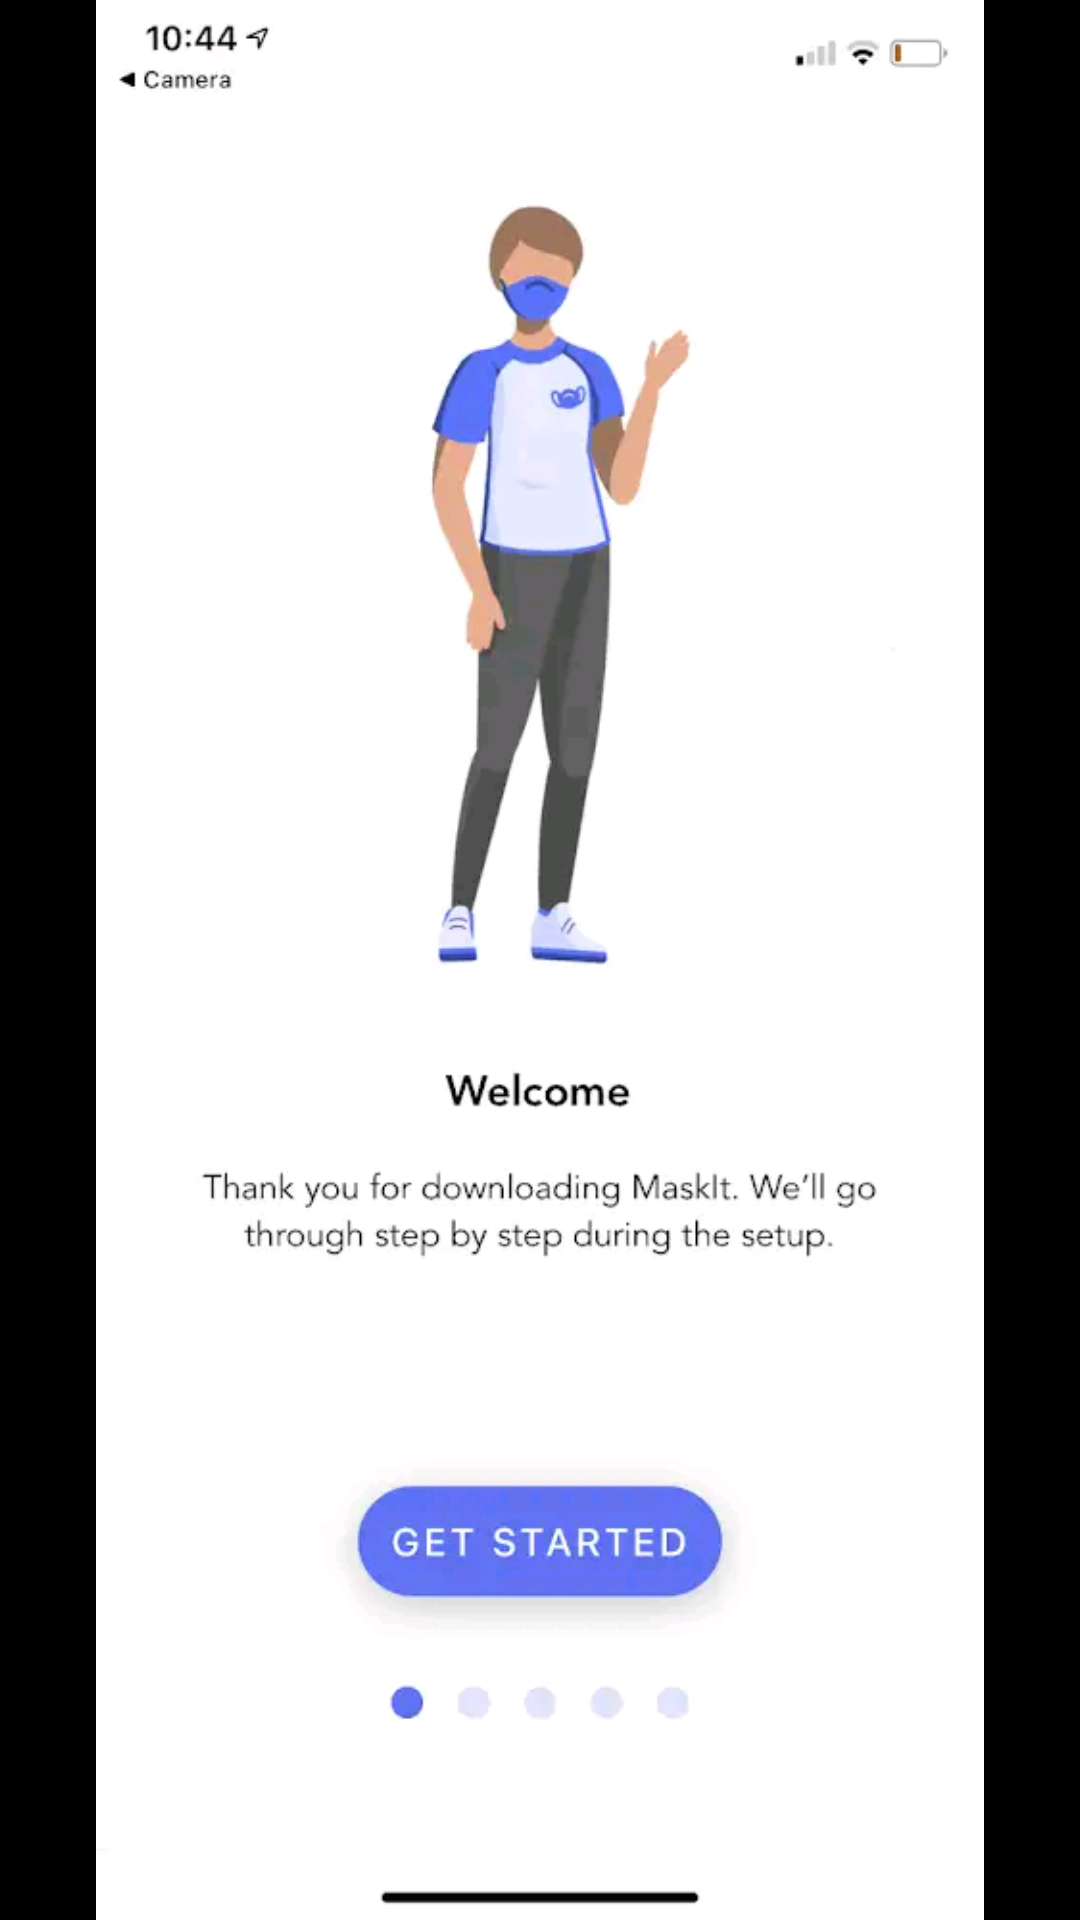 10:44
◀ Camera
Welcome
Thank you for downloading MaskIt. We’ll go
through step by step during the setup.
GET STARTED